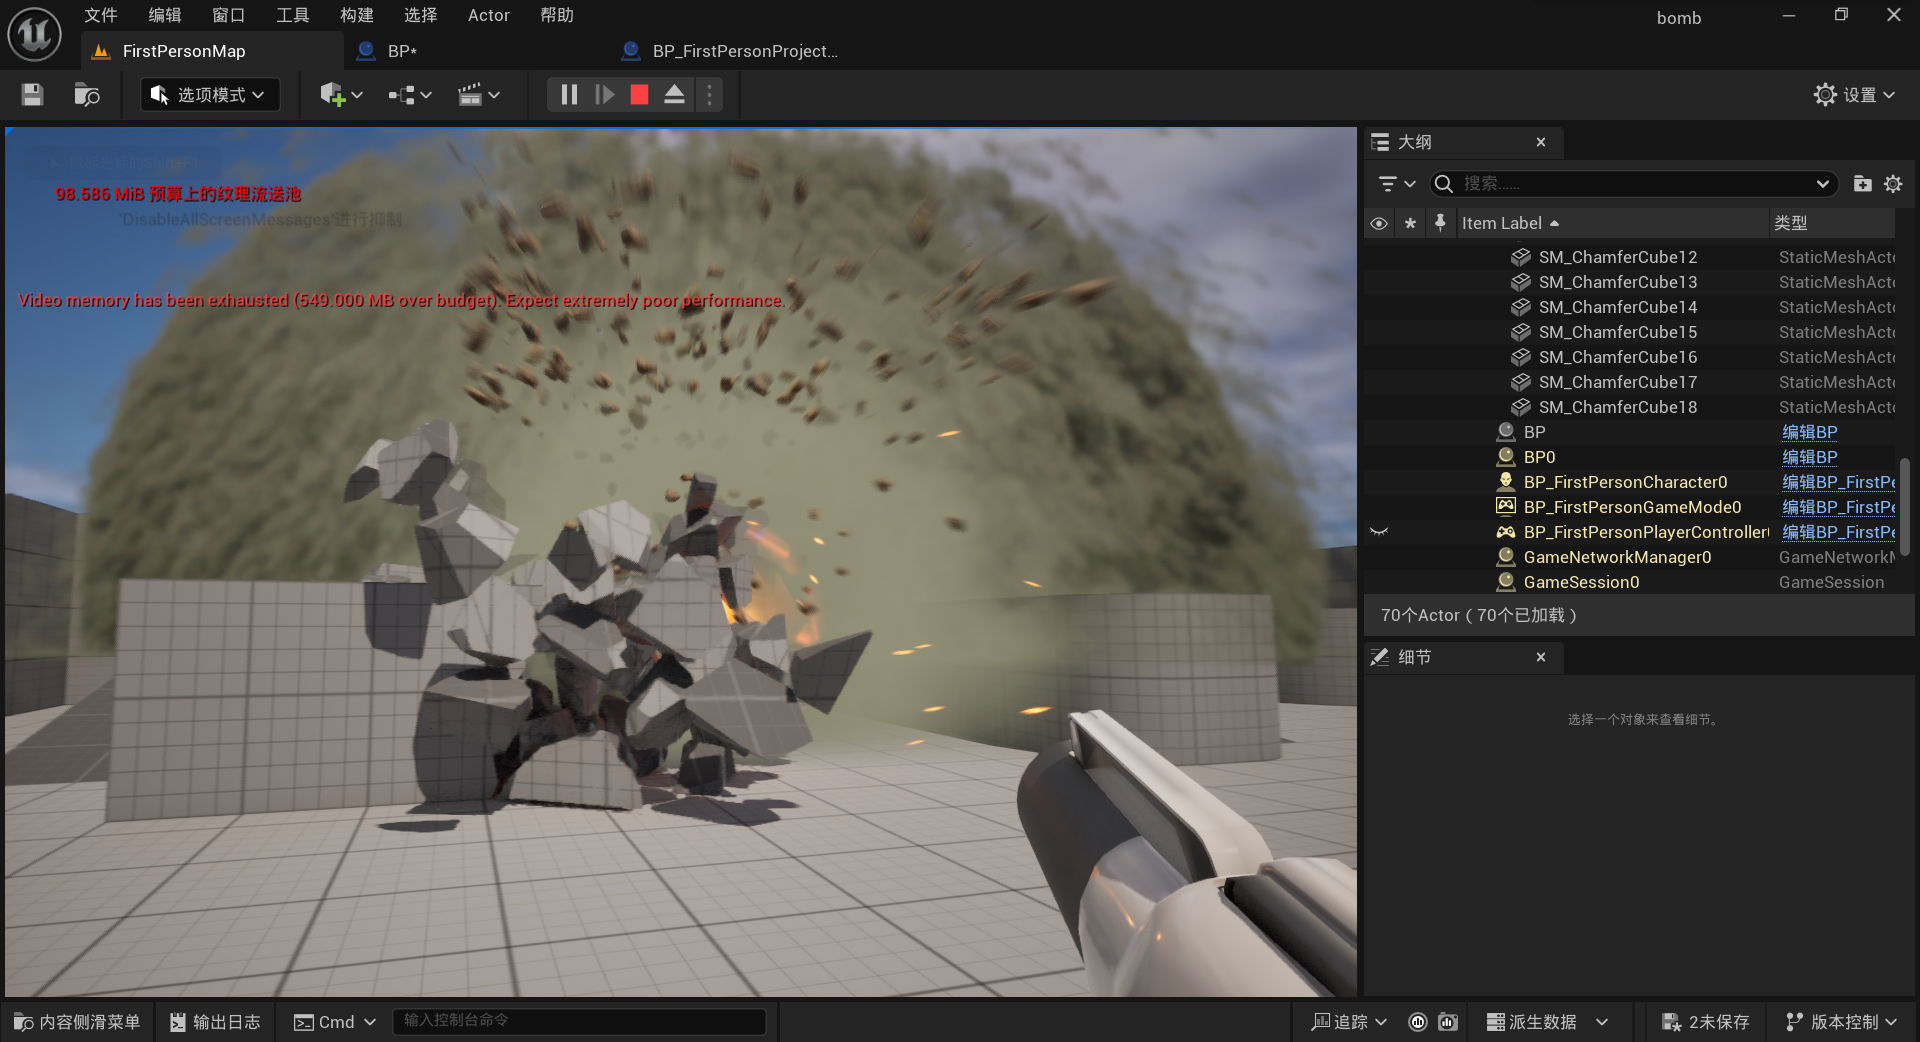 文件 编辑 窗口 工具 构建 选择 Actor 帮助
bomb
FirstPersonMap
BP*
BP_FirstPersonProject...
选项模式
设置
98.586 MiB 预算上的纹理流送池
'DisableAllScreenMessages'进行抑制
Video memory has been exhausted (549.000 MB over budget). Expect extremely poor performance.
大纲
搜索......
Item Label 类型
SM_ChamferCube12 StaticMeshActo
SM_ChamferCube13 StaticMeshActo
SM_ChamferCube14 StaticMeshActo
SM_ChamferCube15 StaticMeshActo
SM_ChamferCube16 StaticMeshActo
SM_ChamferCube17 StaticMeshActo
SM_ChamferCube18 StaticMeshActo
BP 编辑BP
BP0 编辑BP
BP_FirstPersonCharacter0 编辑BP_FirstPe
BP_FirstPersonGameMode0 编辑BP_FirstPe
BP_FirstPersonPlayerController 编辑BP_FirstPe
GameNetworkManager0 GameNetworkM
GameSession0 GameSession
70个Actor（70个已加载）
细节
选择一个对象来查看细节。
内容侧滑菜单
输出日志
Cmd
输入控制台命令
追踪
派生数据
2未保存
版本控制